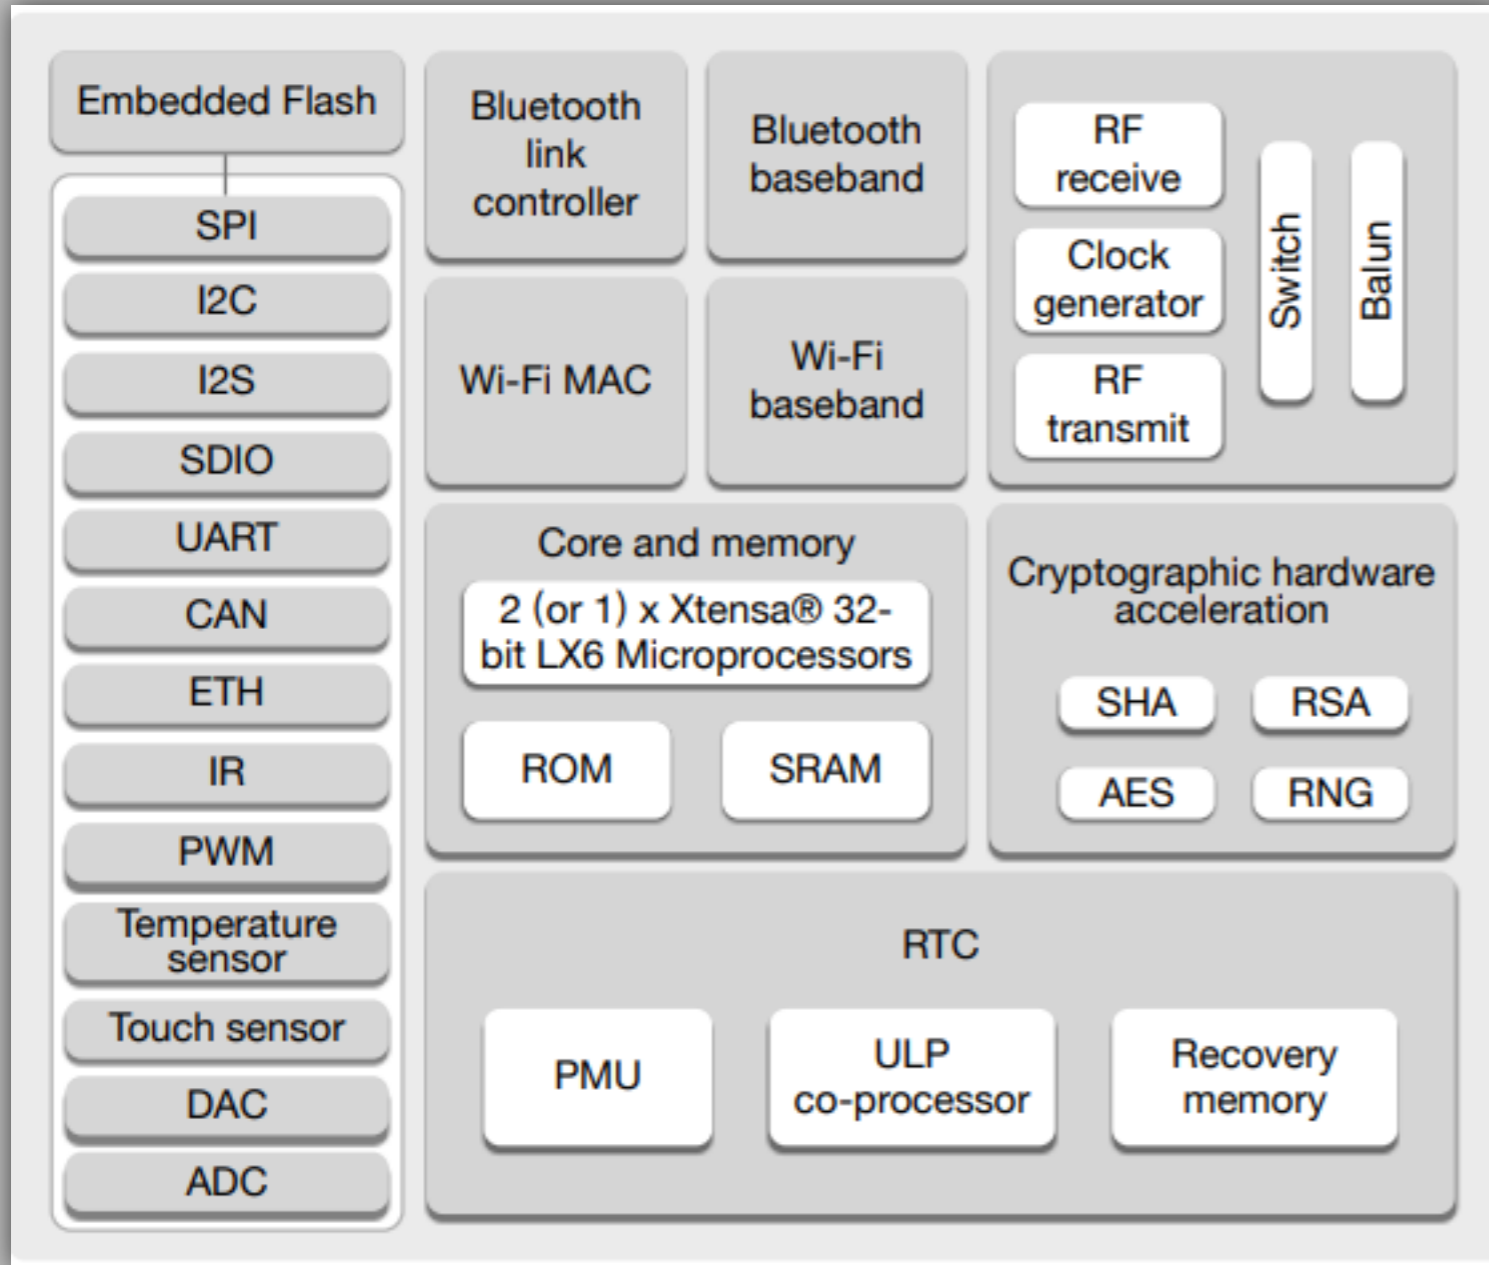 Embedded Flash
SPI
I2C
I2S
SDIO
UART
CAN
ETH
IR
PWM
Temperature
sensor
Touch sensor
DAC
ADC
Bluetooth
link
controller
Bluetooth
baseband
Wi-Fi MAC
Wi-Fi
baseband
RF
receive
Clock
generator
RF
transmit
Switch
Balun
Core and memory
2 (or 1) x Xtensa® 32-
bit LX6 Microprocessors
ROM
SRAM
Cryptographic hardware
acceleration
SHA
RSA
AES
RNG
RTC
PMU
ULP
co-processor
Recovery
memory